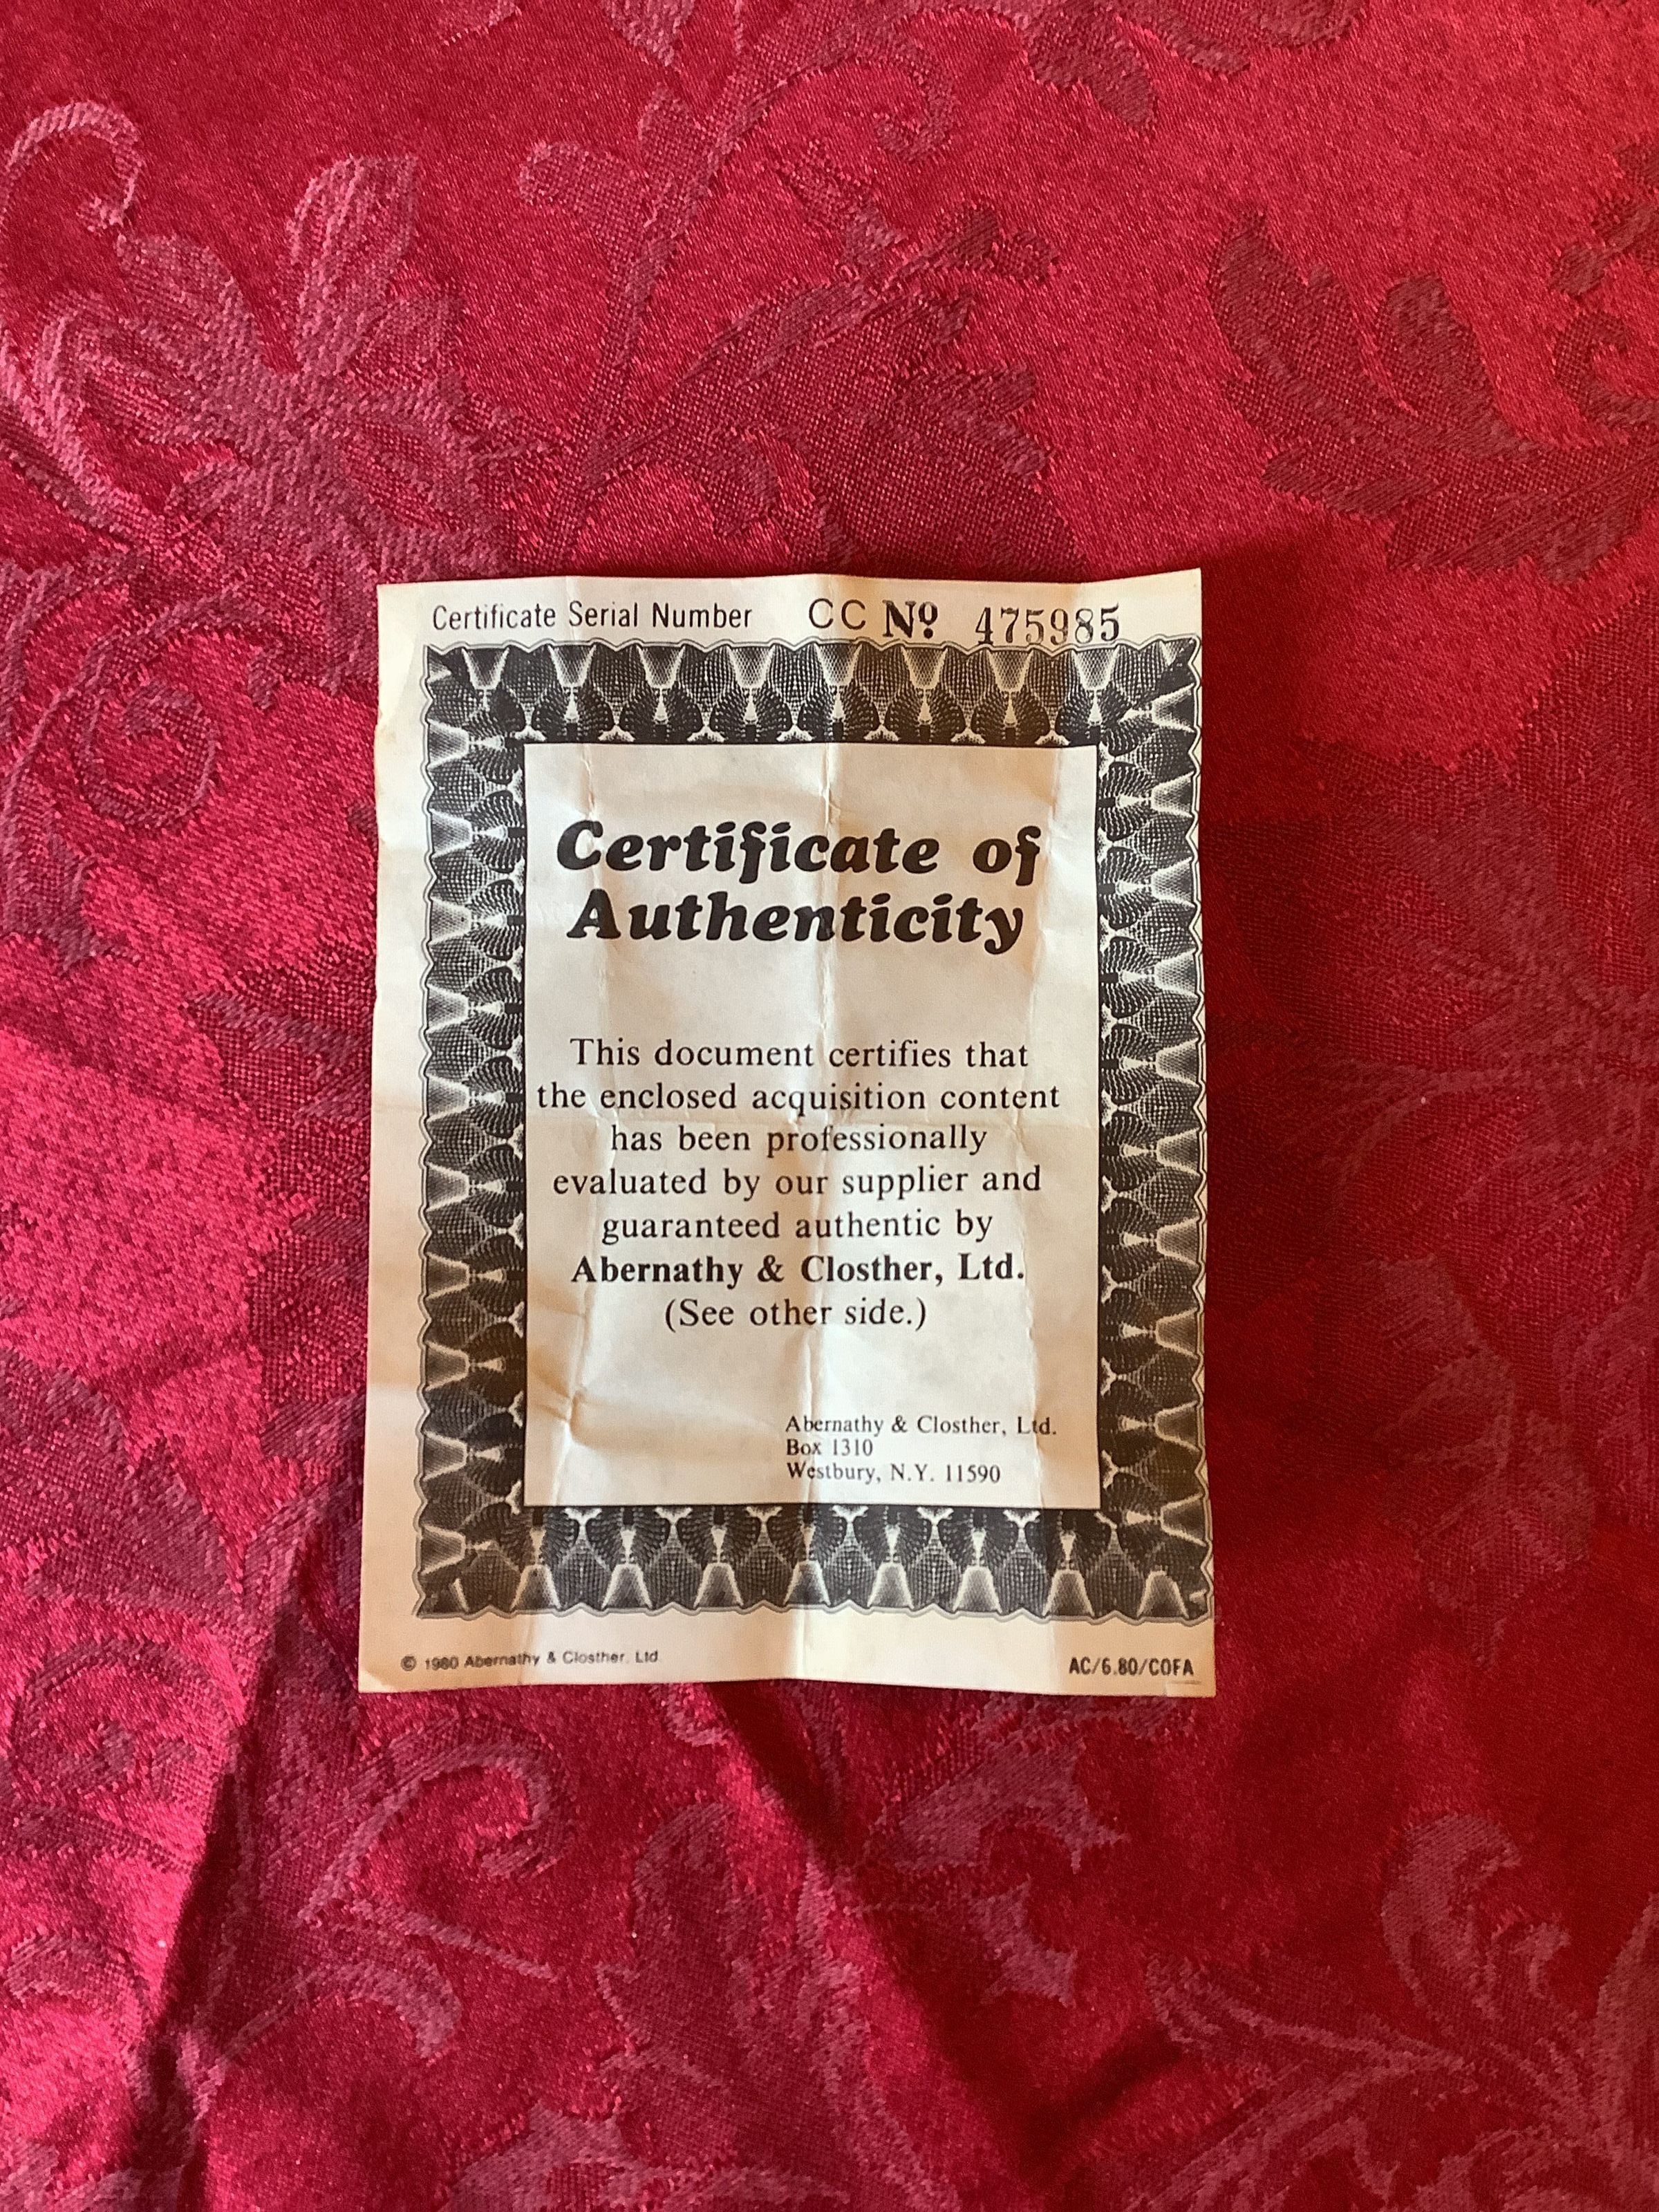 Certificate Serial Number CC Nº 475985
Certificate of
Authenticity
This document certifies that
the enclosed acquisition content
has been professionally
evaluated by our supplier and
guaranteed authentic by
Abernathy & Closther, Ltd.
(See other side.)
Abernathy & Closther, Ltd.
Box 1310
Westbury, N.Y. 11590
© 1980 Abernathy & Closther, Ltd. AC/6.80/COFA